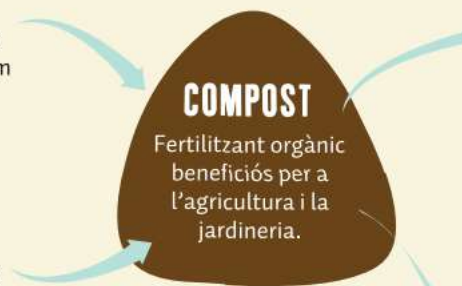 COMPOST
Fertilitzant orgànic
beneficiós per a
l'agricultura i la
jardineria.